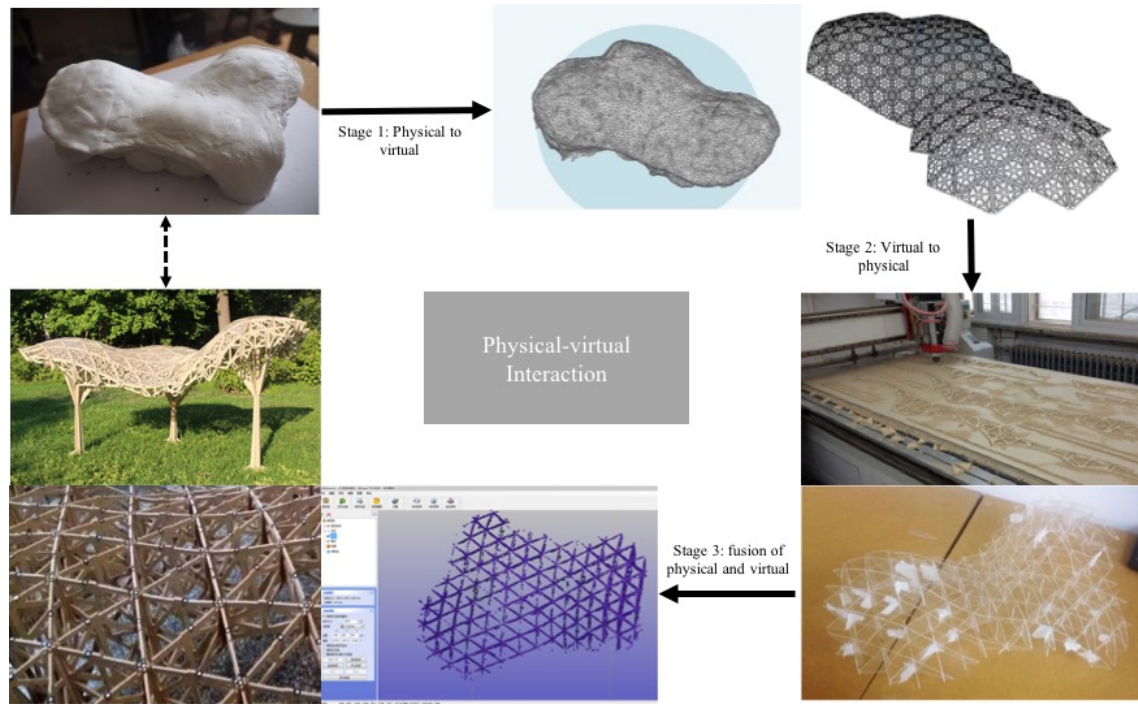 Stage 1: Physical to
virtual
Stage 2: Virtual to
physical
Physical-virtual
Interaction
Stage 3: fusion of
physical and virtual